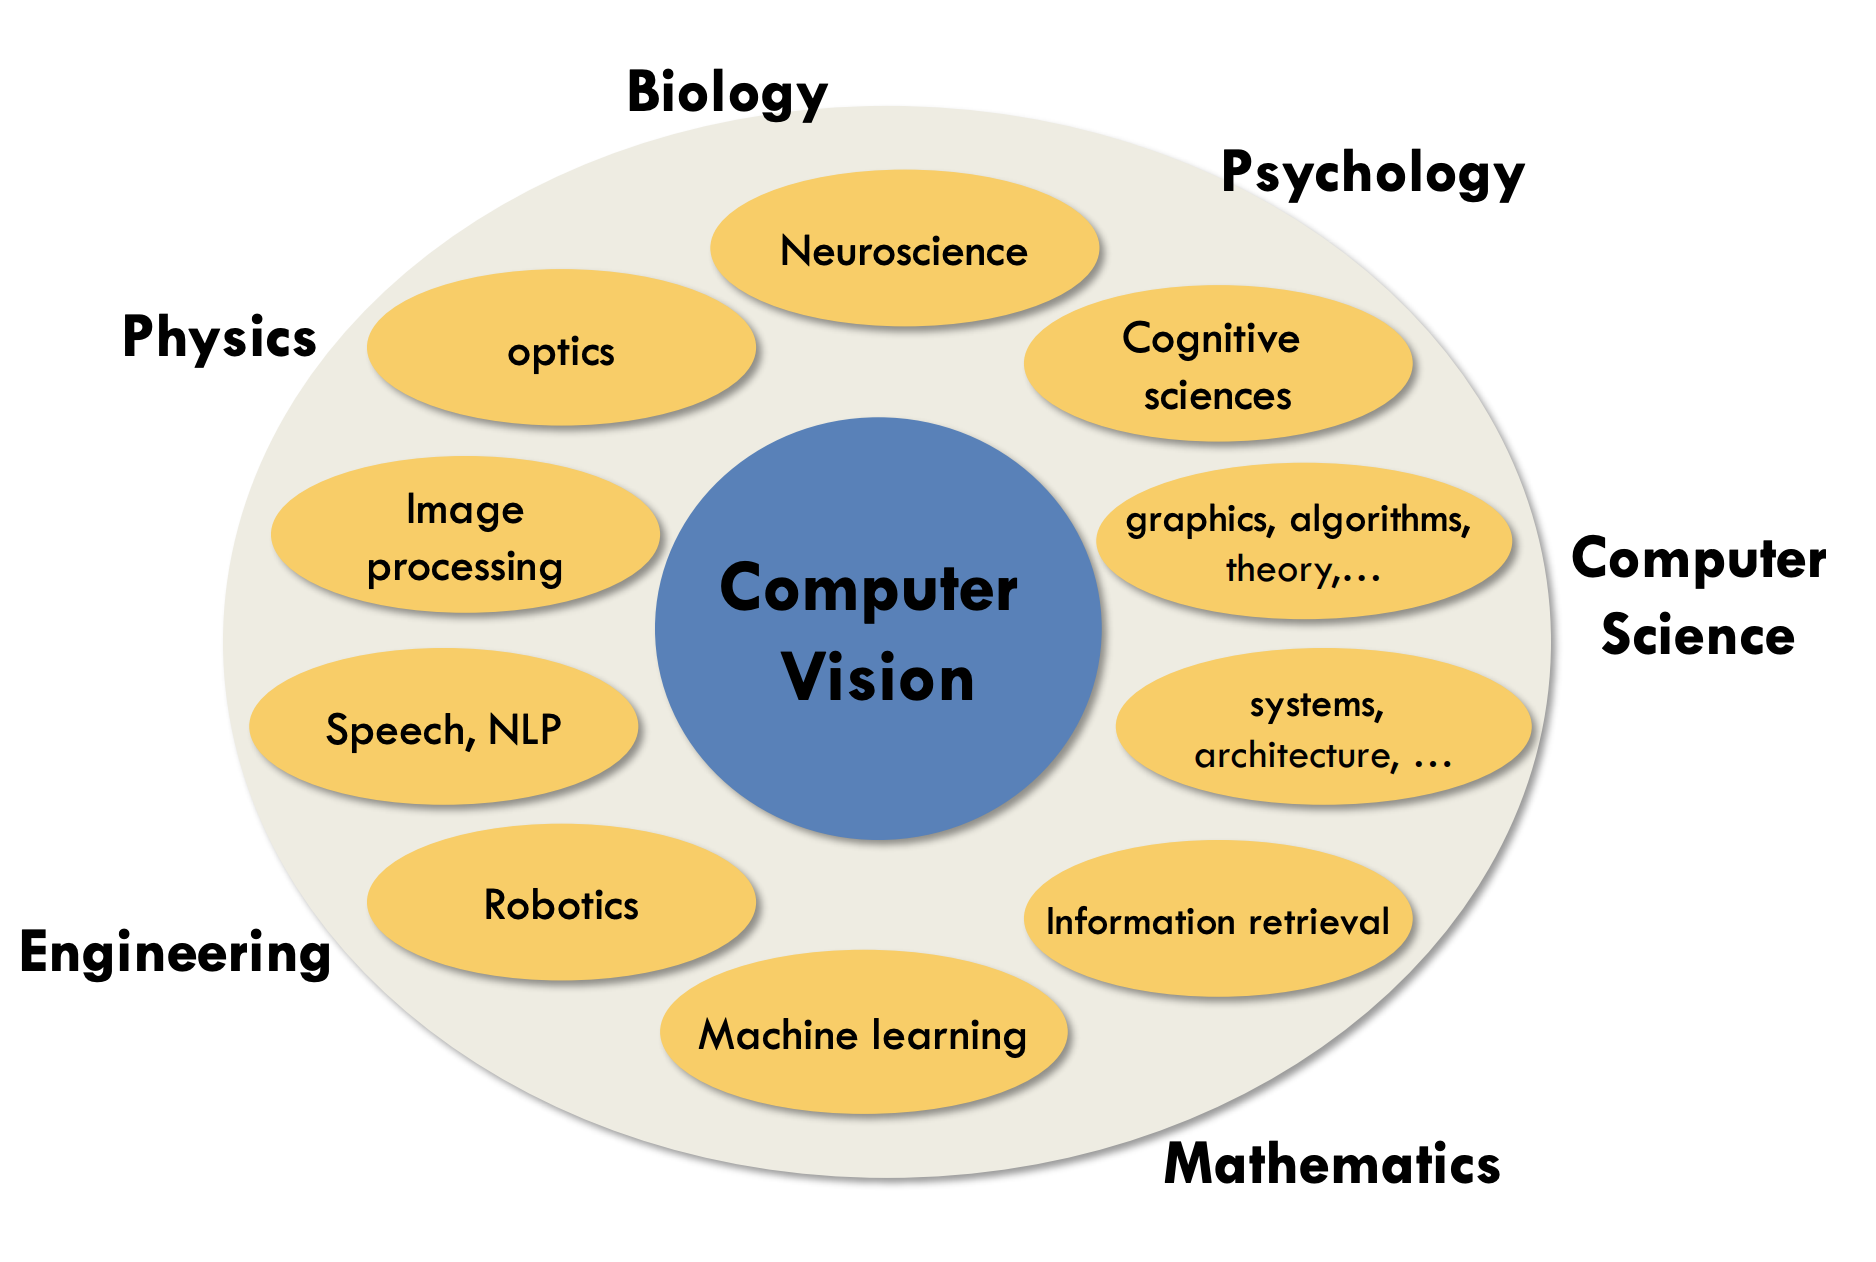 Biology
Psychology
Neuroscience
Physics
optics
Cognitive
sciences
Image
processing
graphics, algorithms,
theory,…
Computer
Science
Computer
Vision
Speech, NLP
systems,
architecture, …
Robotics
Information retrieval
Engineering
Machine learning
Mathematics